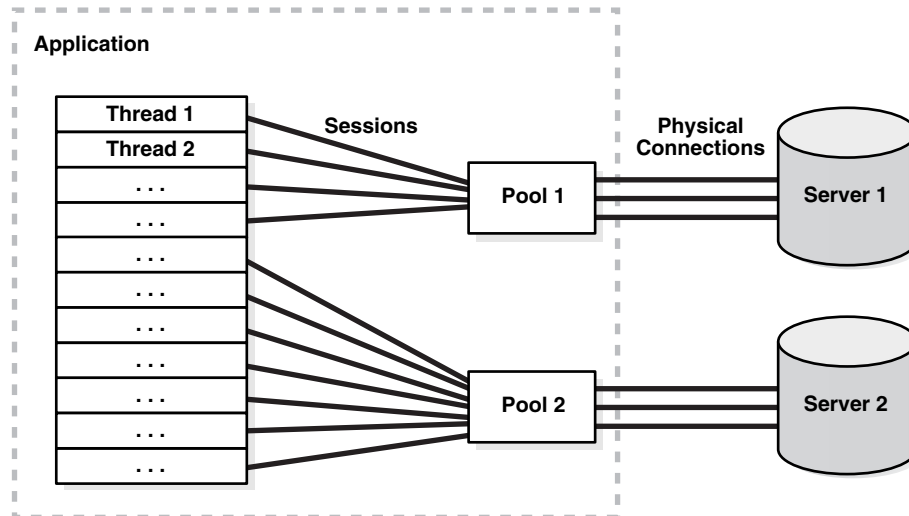 Application
Thread 1
Thread 2
. . .
. . .
. . .
. . .
. . .
. . .
. . .
. . .
. . .
Sessions
Pool 1
Pool 2
Physical
Connections
Server 1
Server 2